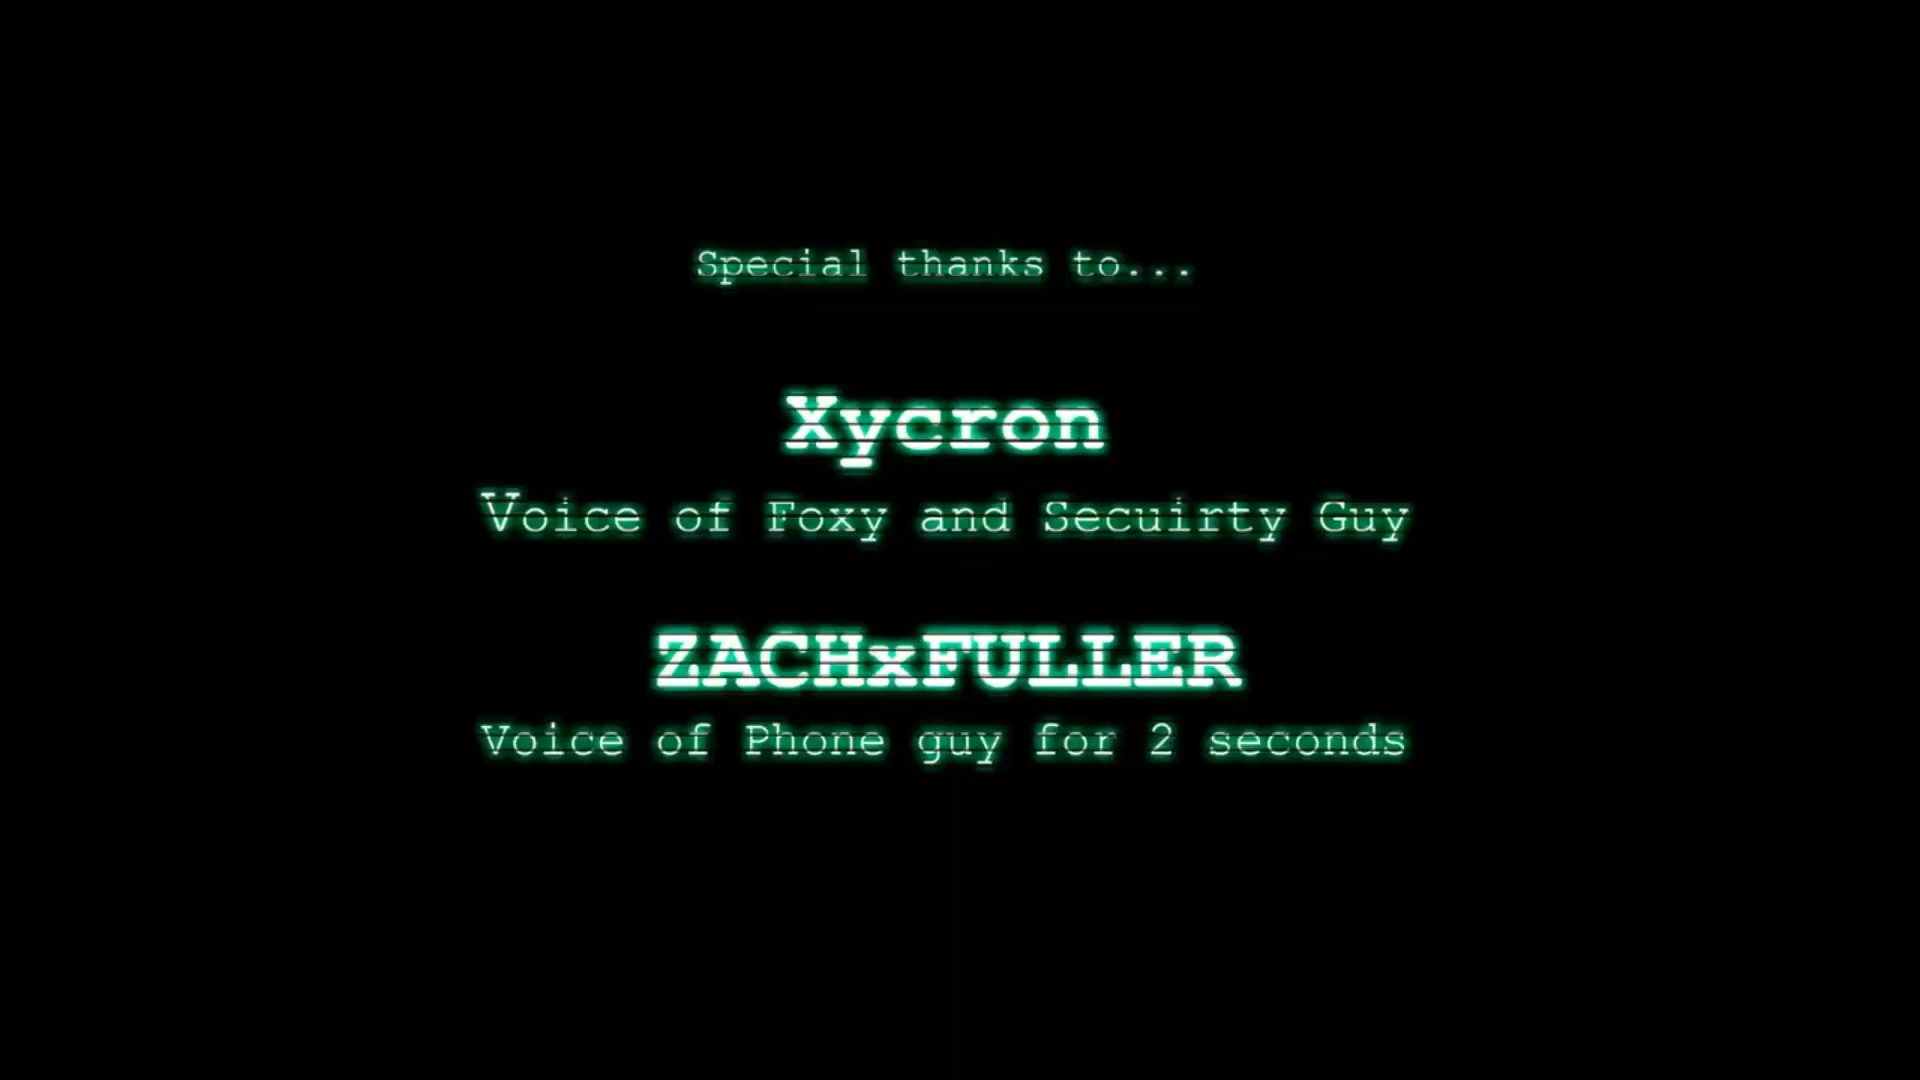 Special thanks to...
Xycron
Voice of Foxy and Secuirty Guy
ZACHxFULLER
Voice of Phone guy for 2 seconds